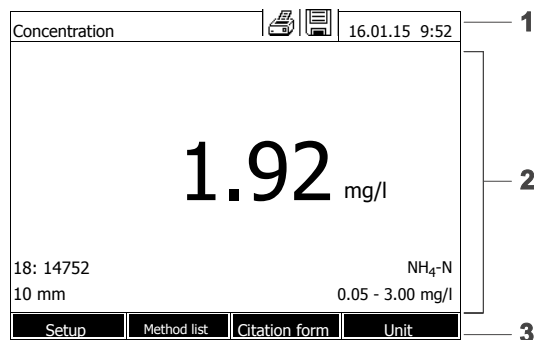 Concentration 16.01.15 9:52 1
1.92 mg/l 2
18: 14752 NH₄-N
10 mm 0.05 - 3.00 mg/l
Setup Method list Citation form Unit 3